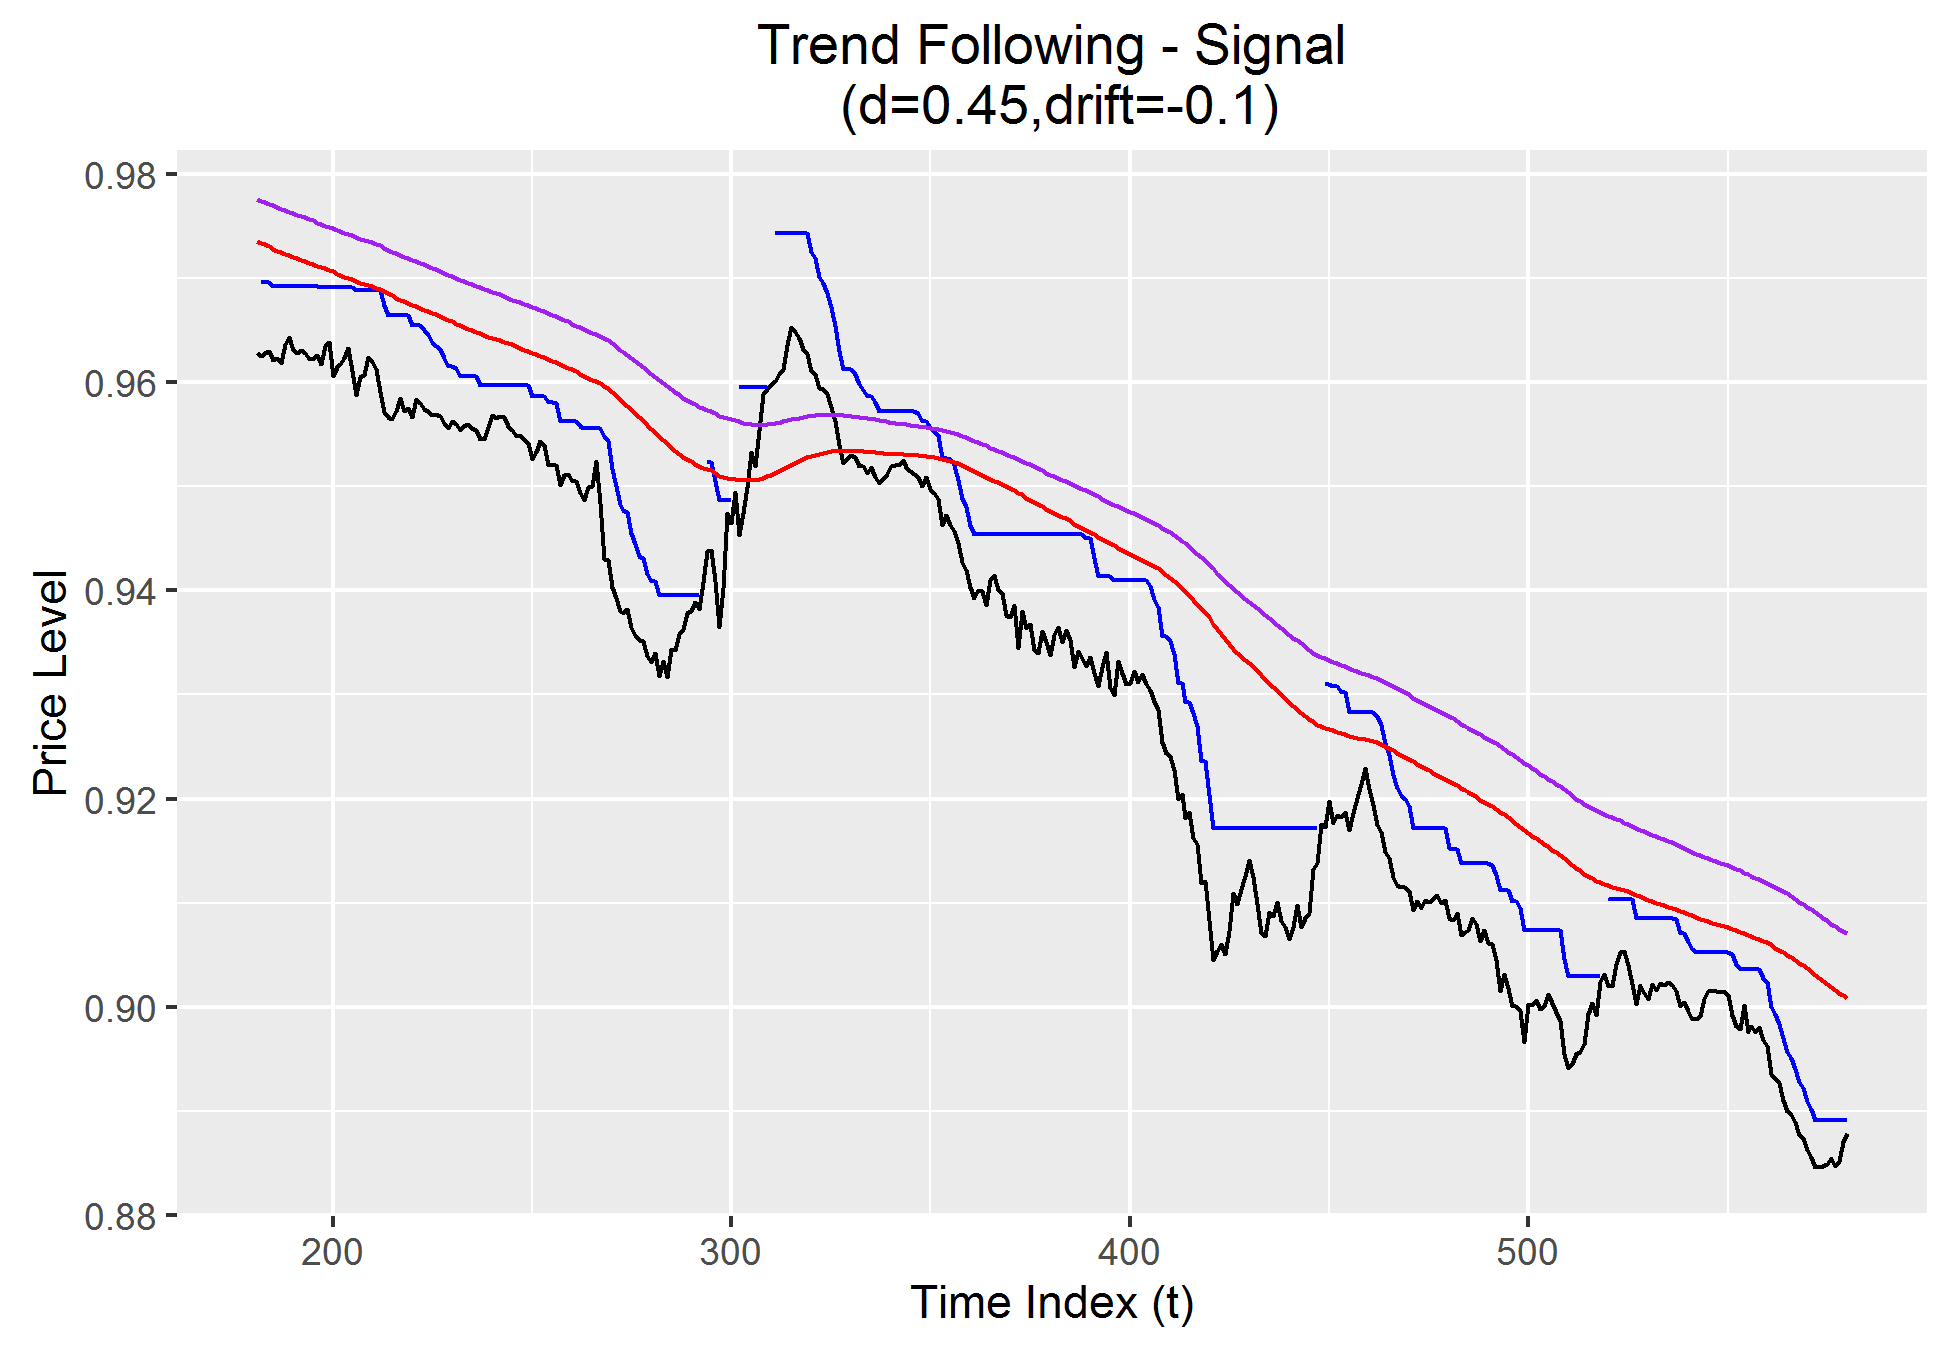 Trend Following - Signal
(d=0.45,drift=-0.1)
0.98
0.96
0.94
0.92
0.90
0.88
Price Level
200 300 400 500
Time Index (t)